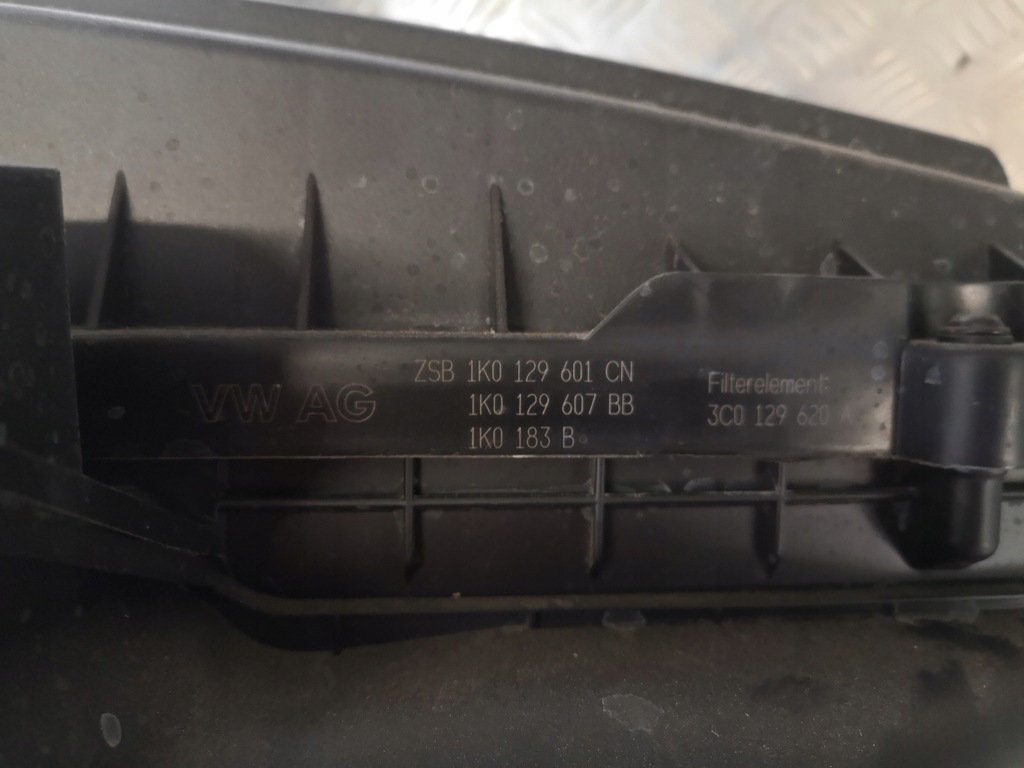 VW AG
ZSB 1K0 129 601 CN
1K0 129 607 BB
1K0 183 B
Filterelement:
3C0 129 620